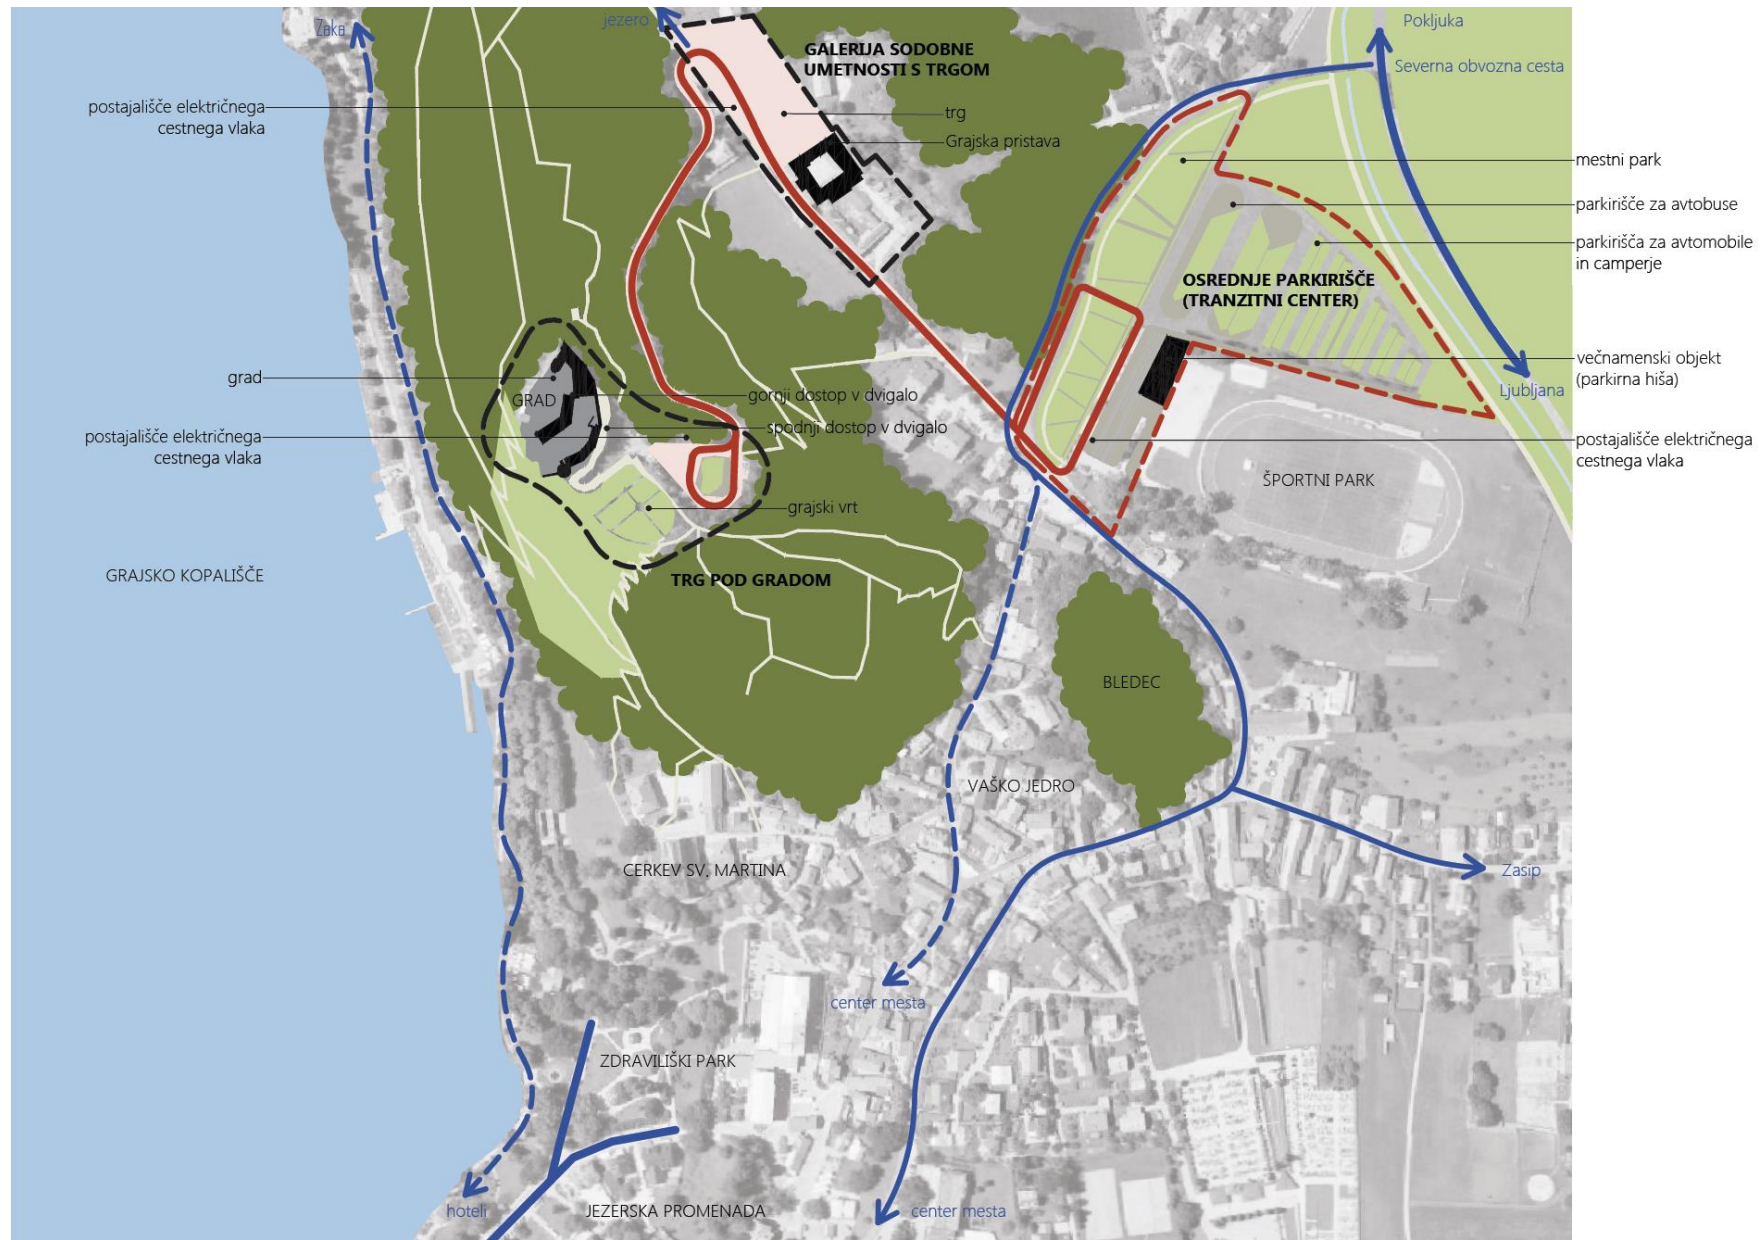 Zaka
jezero
Pokljuka
Severna obvozna cesta
GALERIJA SODOBNE
UMETNOSTI S TRGOM
postajališče električnega
cestnega vlaka
trg
Grajska pristava
mestni park
parkirišče za avtobuse
parkirišča za avtomobile
in camperje
OSREDNJE PARKIRIŠČE
(TRANZITNI CENTER)
večnamenski objekt
(parkirna hiša)
Ljubljana
grad
GRAD
gornji dostop v dvigalo
spodnji dostop v dvigalo
postajališče električnega
cestnega vlaka
postajališče električnega
cestnega vlaka
ŠPORTNI PARK
grajski vrt
GRAJSKO KOPALIŠČE
TRG POD GRADOM
BLEDEC
VAŠKO JEDRO
CERKEV SV. MARTINA
Zasip
center mesta
ZDRAVILIŠKI PARK
hoteli
JEZERSKA PROMENADA
center mesta